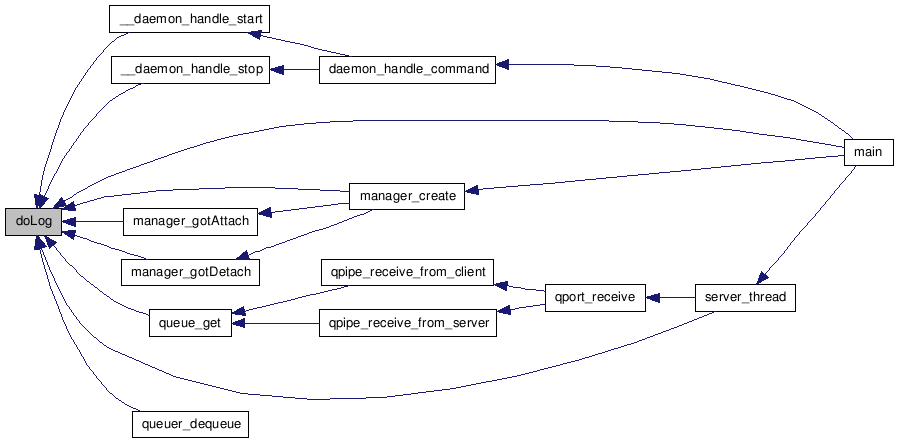 __daemon_handle_start
__daemon_handle_stop
daemon_handle_command
main
manager_create
doLog
manager_gotAttach
manager_gotDetach
qpipe_receive_from_client
qport_receive
server_thread
queue_get
qpipe_receive_from_server
queuer_dequeue